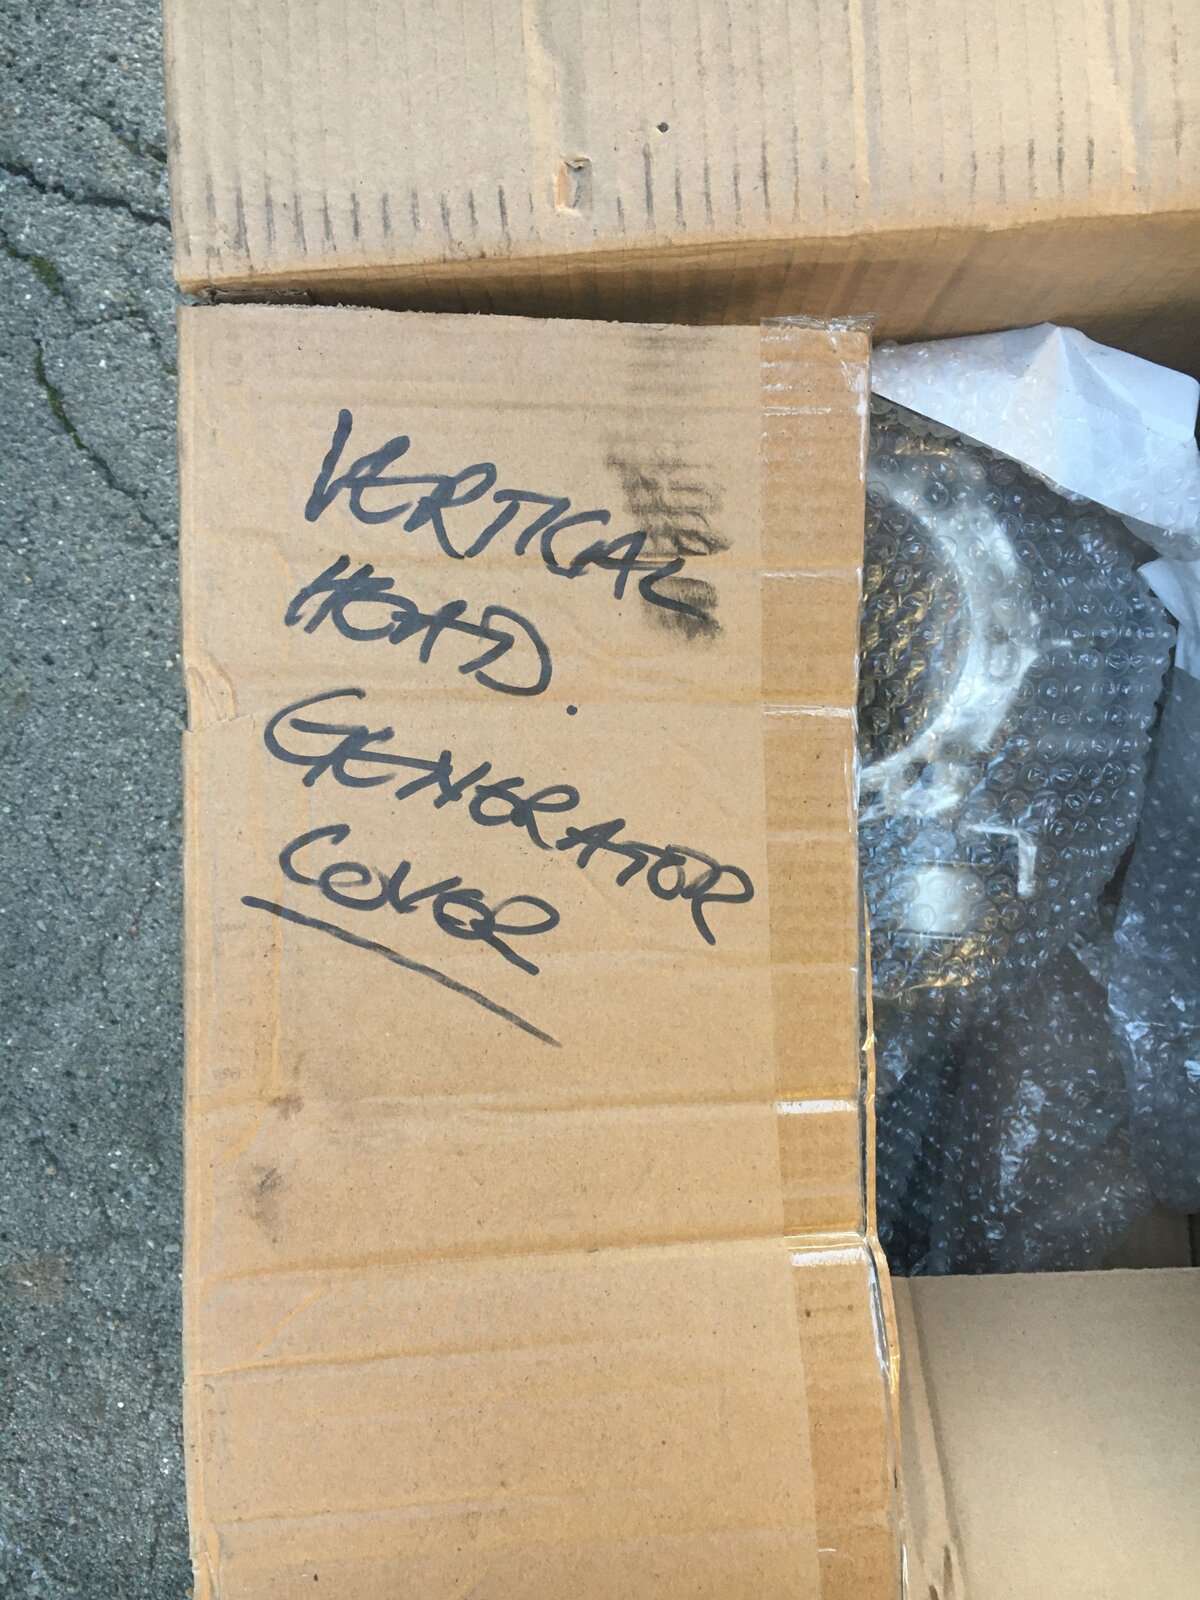 VERTICAL
HEAD.
GENERATOR
COVER